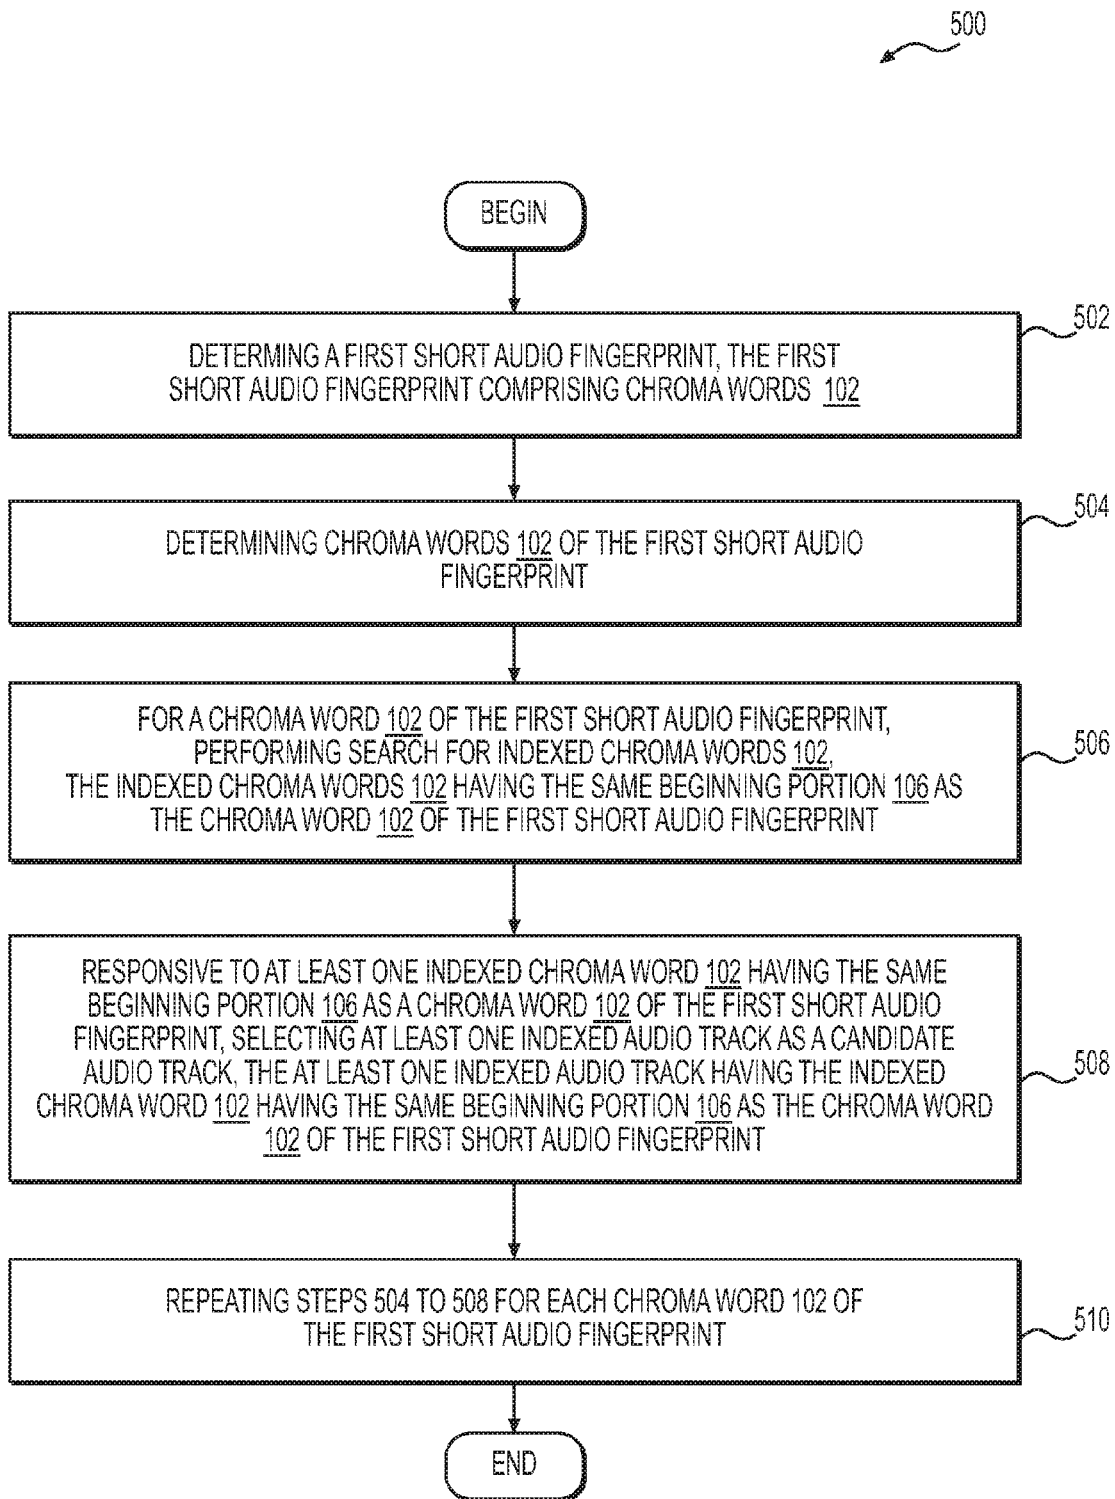 500
BEGIN
502
DETERMING A FIRST SHORT AUDIO FINGERPRINT, THE FIRST
SHORT AUDIO FINGERPRINT COMPRISING CHROMA WORDS 102
504
DETERMINING CHROMA WORDS 102 OF THE FIRST SHORT AUDIO
FINGERPRINT
FOR A CHROMA WORD 102 OF THE FIRST SHORT AUDIO FINGERPRINT,
PERFORMING SEARCH FOR INDEXED CHROMA WORDS 102,
THE INDEXED CHROMA WORDS 102 HAVING THE SAME BEGINNING PORTION 106 AS
THE CHROMA WORD 102 OF THE FIRST SHORT AUDIO FINGERPRINT
506
RESPONSIVE TO AT LEAST ONE INDEXED CHROMA WORD 102 HAVING THE SAME
BEGINNING PORTION 106 AS A CHROMA WORD 102 OF THE FIRST SHORT AUDIO
FINGERPRINT, SELECTING AT LEAST ONE INDEXED AUDIO TRACK AS A CANDIDATE
AUDIO TRACK, THE AT LEAST ONE INDEXED AUDIO TRACK HAVING THE INDEXED
CHROMA WORD 102 HAVING THE SAME BEGINNING PORTION 106 AS THE CHROMA WORD
102 OF THE FIRST SHORT AUDIO FINGERPRINT
508
REPEATING STEPS 504 TO 508 FOR EACH CHROMA WORD 102 OF
THE FIRST SHORT AUDIO FINGERPRINT
510
END